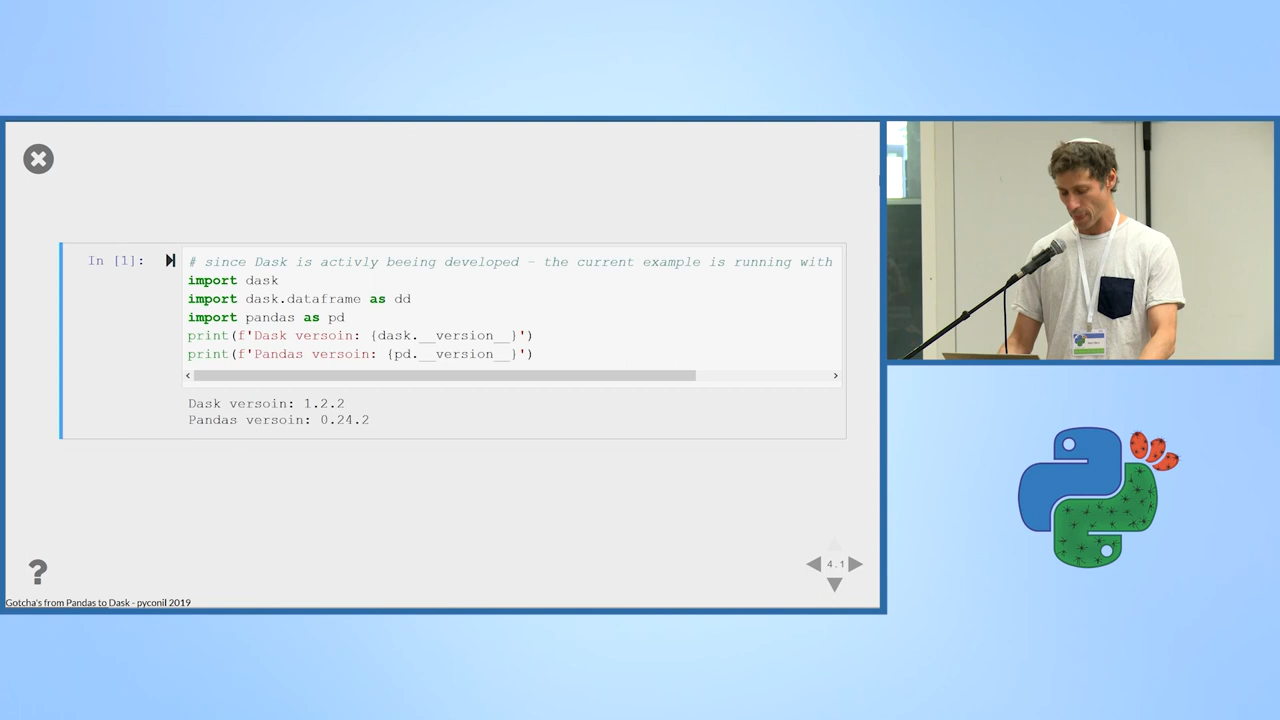 In [1]:
# since Dask is activly beeing developed - the current example is running with
import dask
import dask.dataframe as dd
import pandas as pd
print(f'Dask versoin: {dask.__version__}')
print(f'Pandas versoin: {pd.__version__}')
Dask versoin: 1.2.2
Pandas versoin: 0.24.2
?
4.1
Gotcha's from Pandas to Dask - pyconil 2019